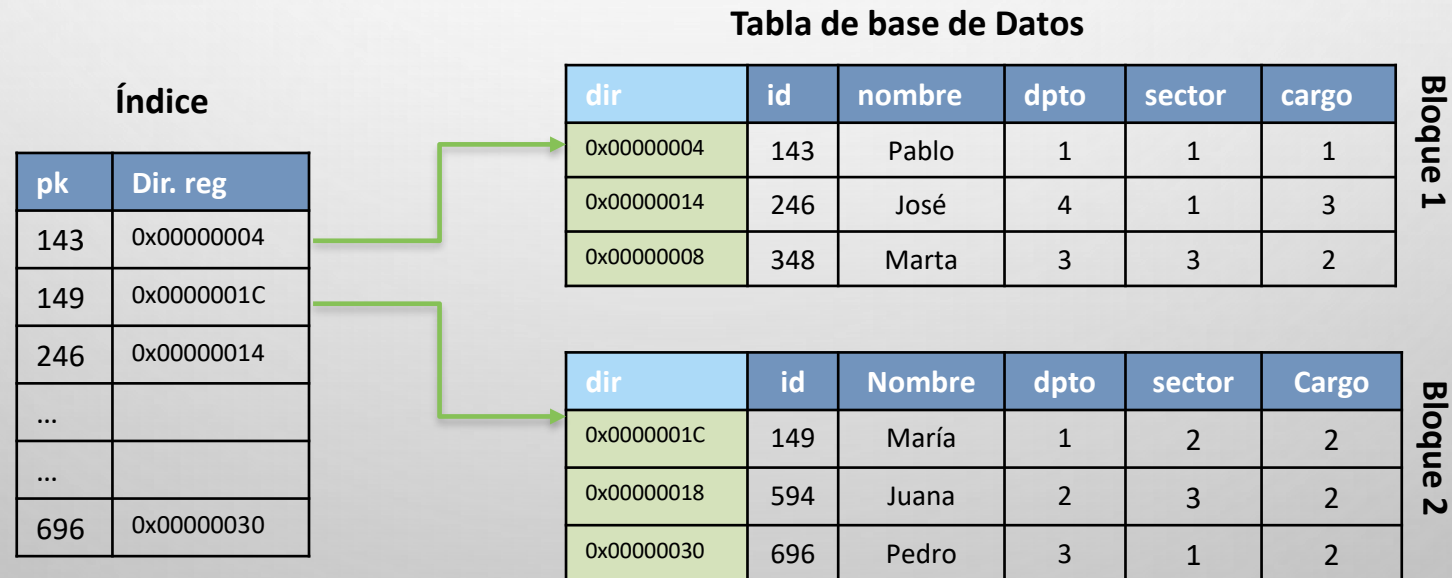 Tabla de base de Datos
Índice
pk Dir. reg
143 0x00000004
149 0x0000001C
246 0x00000014
...
...
696 0x00000030
dir id nombre dpto sector cargo
0x00000004 143 Pablo 1 1 1
0x00000014 246 José 4 1 3
0x00000008 348 Marta 3 3 2
Bloque 1
dir id Nombre dpto sector Cargo
0x0000001C 149 María 1 2 2
0x00000018 594 Juana 2 3 2
0x00000030 696 Pedro 3 1 2
Bloque 2